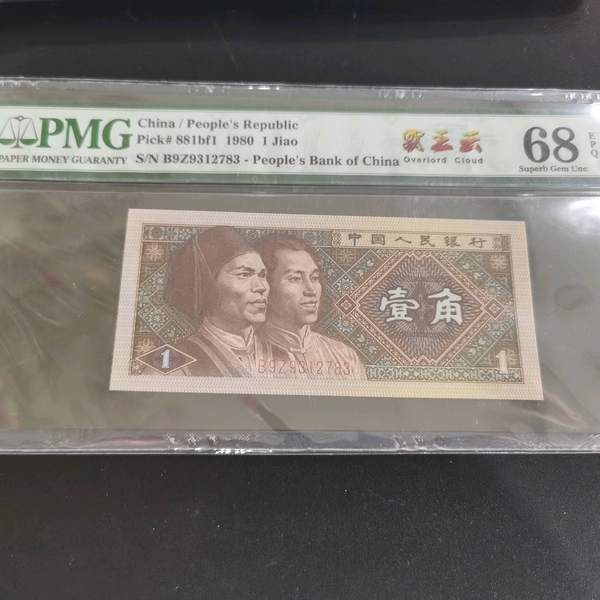 PMG
PAPER MONEY GUARANTY
China / People's Republic
Pick# 881bf1 1980 1 Jiao
S/N B9Z9312783 - People's Bank of China
霸王云
Overlord Cloud
68
EPQ
Superb Gem Unc
中国人民银行
壹角
B9Z9312783
1
1